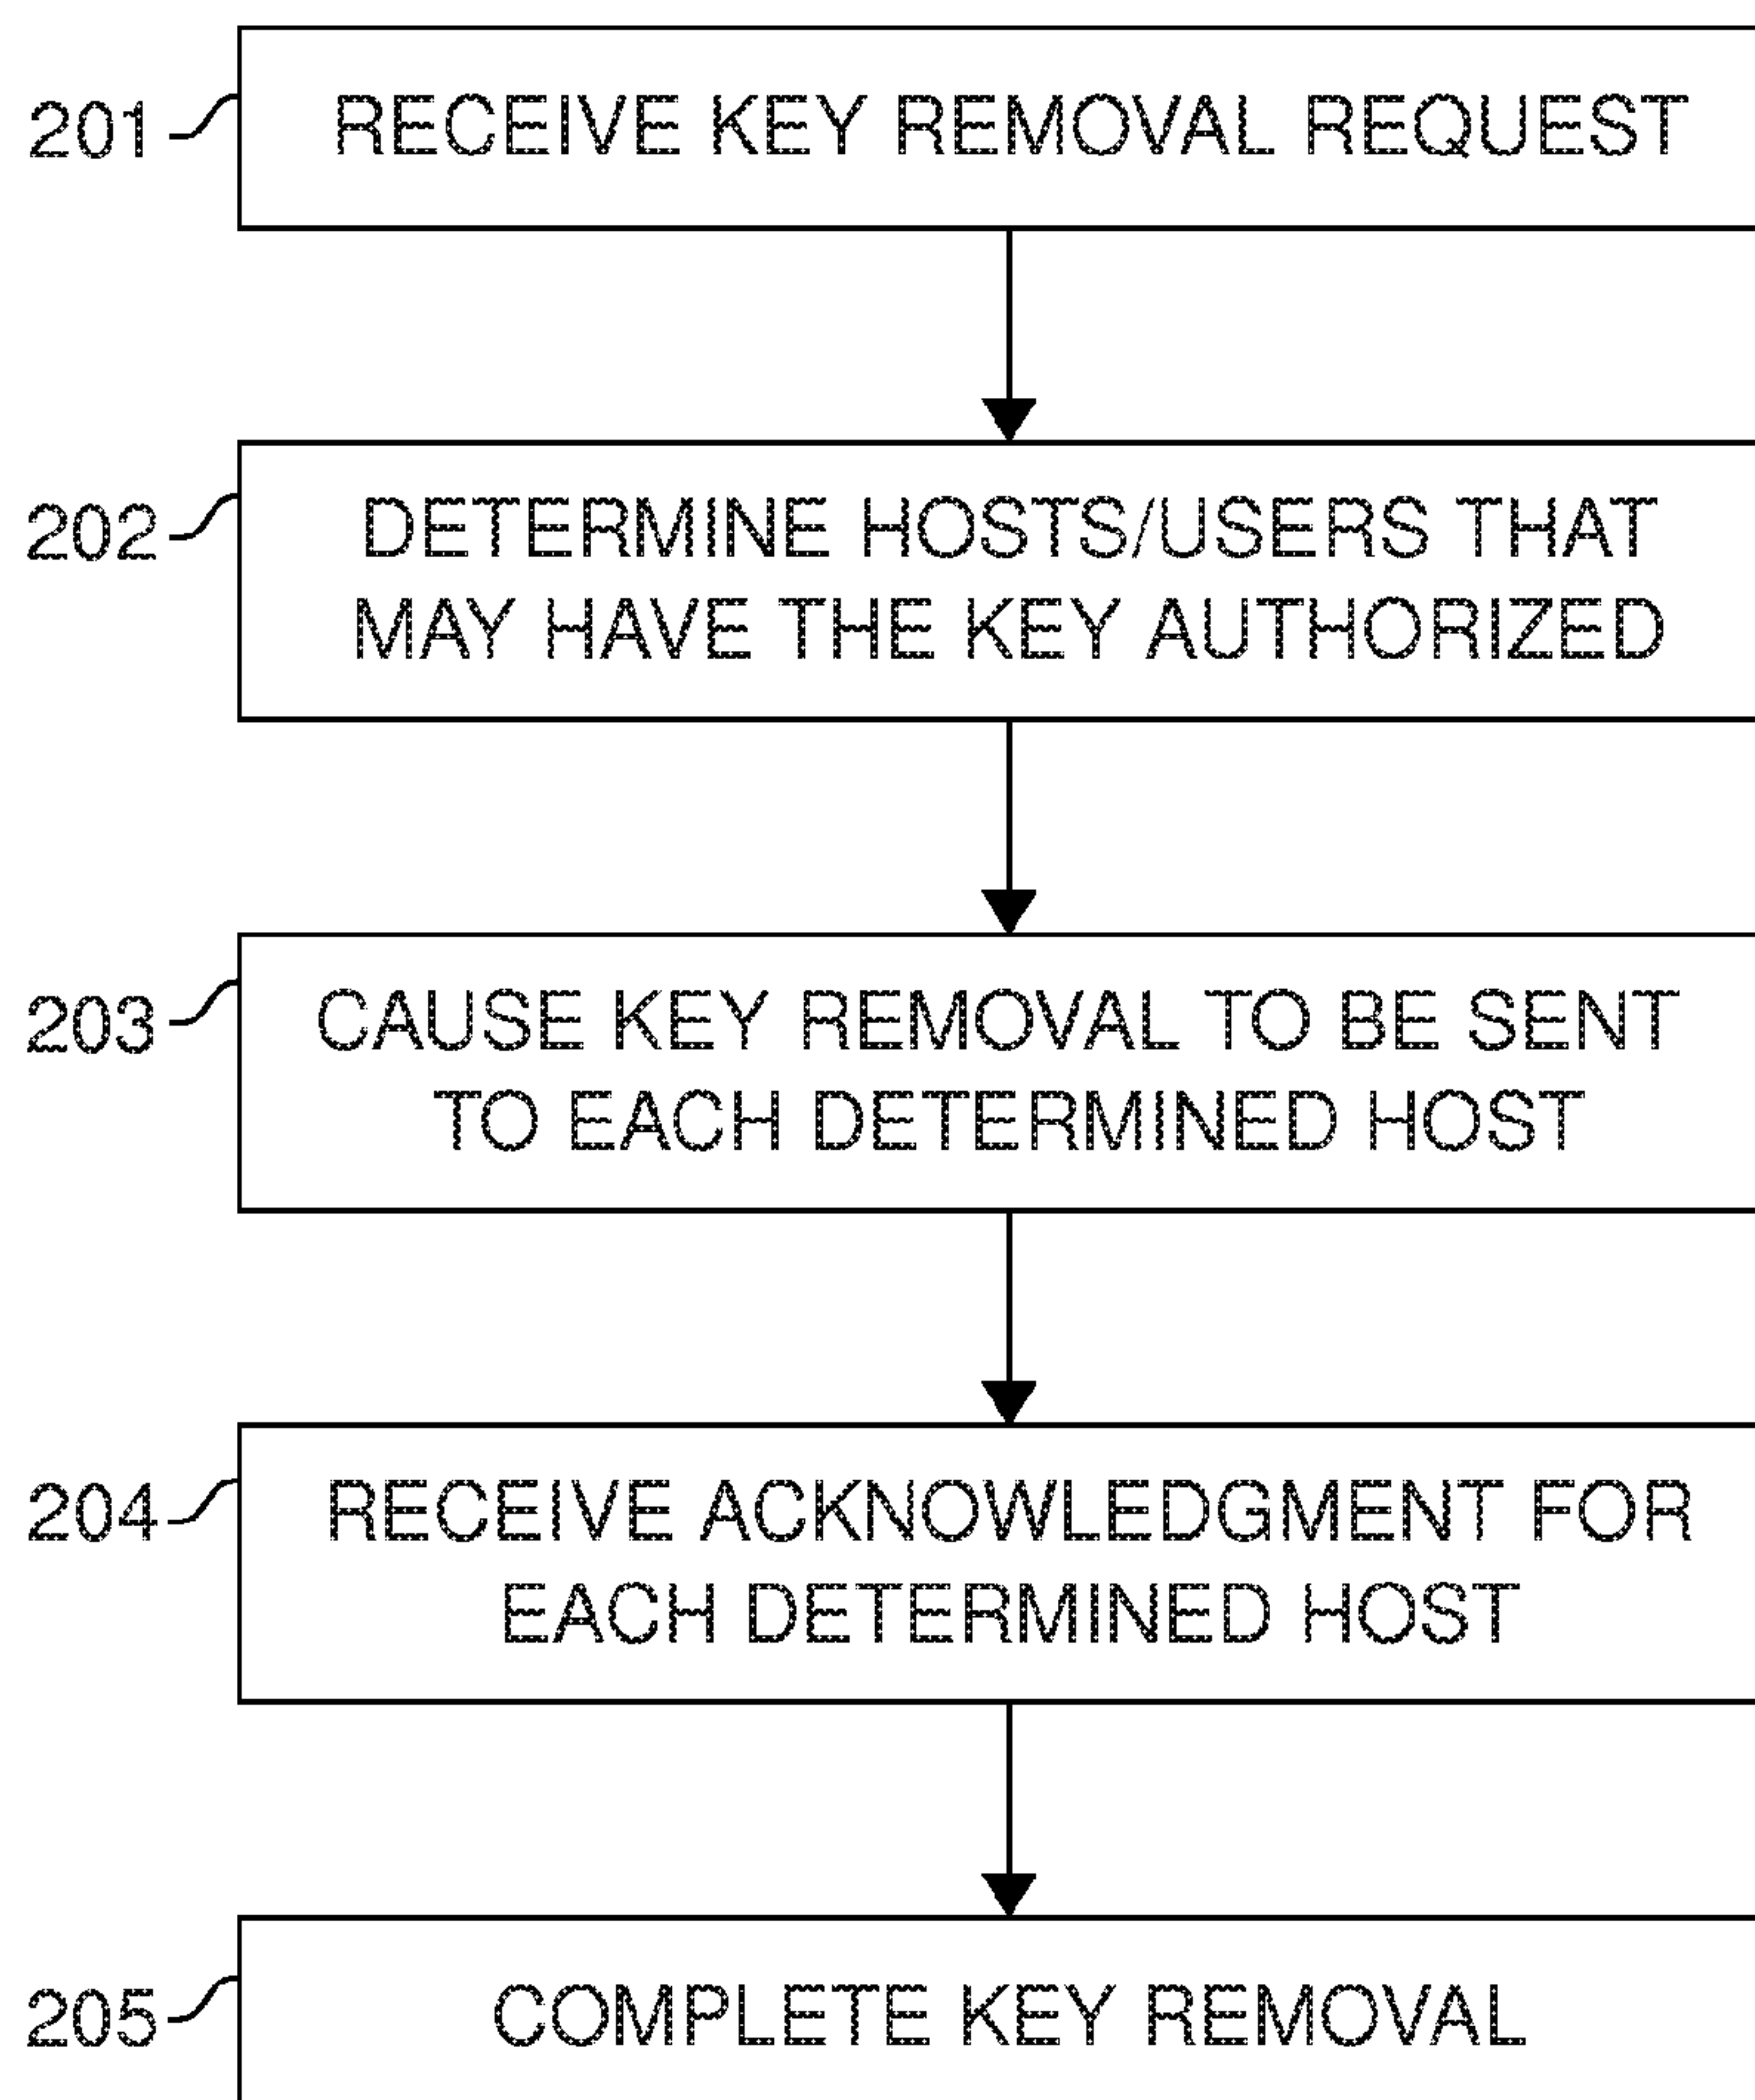 201
RECEIVE KEY REMOVAL REQUEST
202
DETERMINE HOSTS/USERS THAT
MAY HAVE THE KEY AUTHORIZED
203
CAUSE KEY REMOVAL TO BE SENT
TO EACH DETERMINED HOST
204
RECEIVE ACKNOWLEDGMENT FOR
EACH DETERMINED HOST
205
COMPLETE KEY REMOVAL